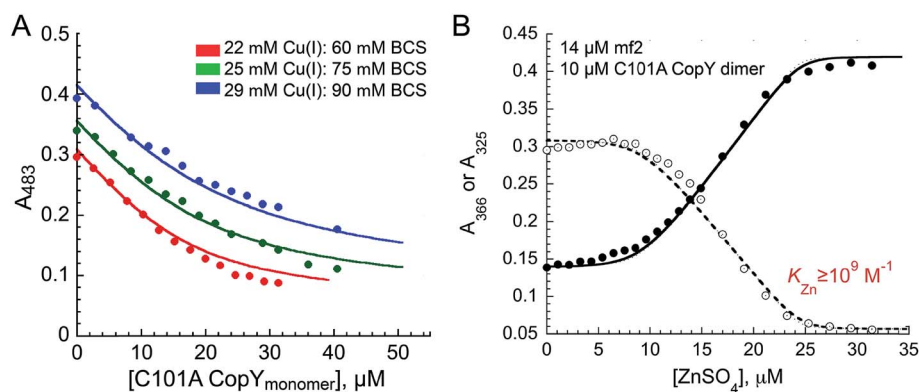 A
22 mM Cu(I): 60 mM BCS
25 mM Cu(I): 75 mM BCS
29 mM Cu(I): 90 mM BCS
0.5
0.4
0.3
0.2
0.1
0
A483
0 10 20 30 40 50
[C101A CopYmonomer], μM
B
14 μM mf2
10 μM C101A CopY dimer
0.45
0.4
0.35
0.3
0.25
0.2
0.15
0.1
0.05
A366 or A325
KZn≥10⁹ M⁻¹
0 5 10 15 20 25 30 35
[ZnSO4], μM